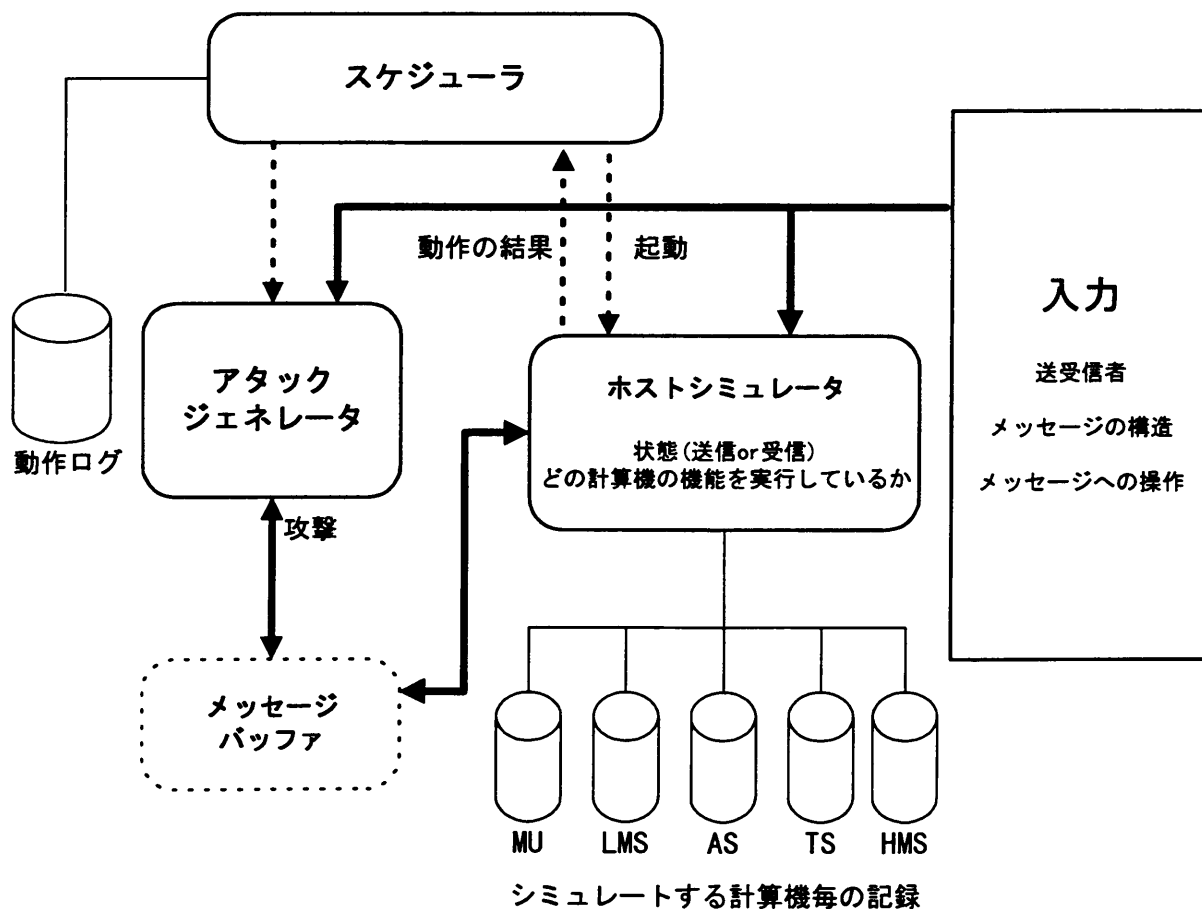 スケジューラ
動作の結果
起動
入力
送受信者
メッセージの構造
メッセージへの操作
アタック
ジェネレータ
ホストシミュレータ
状態(送信or受信)
どの計算機の機能を実行しているか
動作ログ
攻撃
メッセージ
バッファ
MU
LMS
AS
TS
HMS
シミュレートする計算機毎の記録